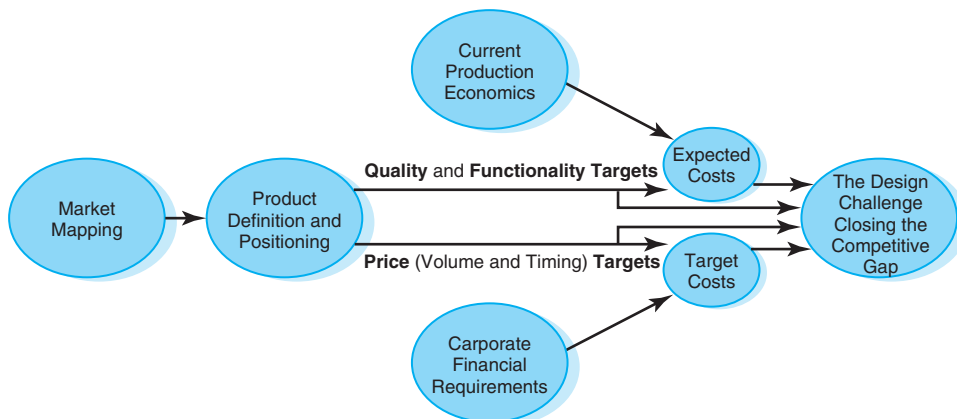 Current
Production
Economics
Quality and Functionality Targets
Expected
Costs
Market
Mapping
Product
Definition and
Positioning
The Design
Challenge
Closing the
Competitive
Gap
Price (Volume and Timing) Targets
Target
Costs
Carporate
Financial
Requirements